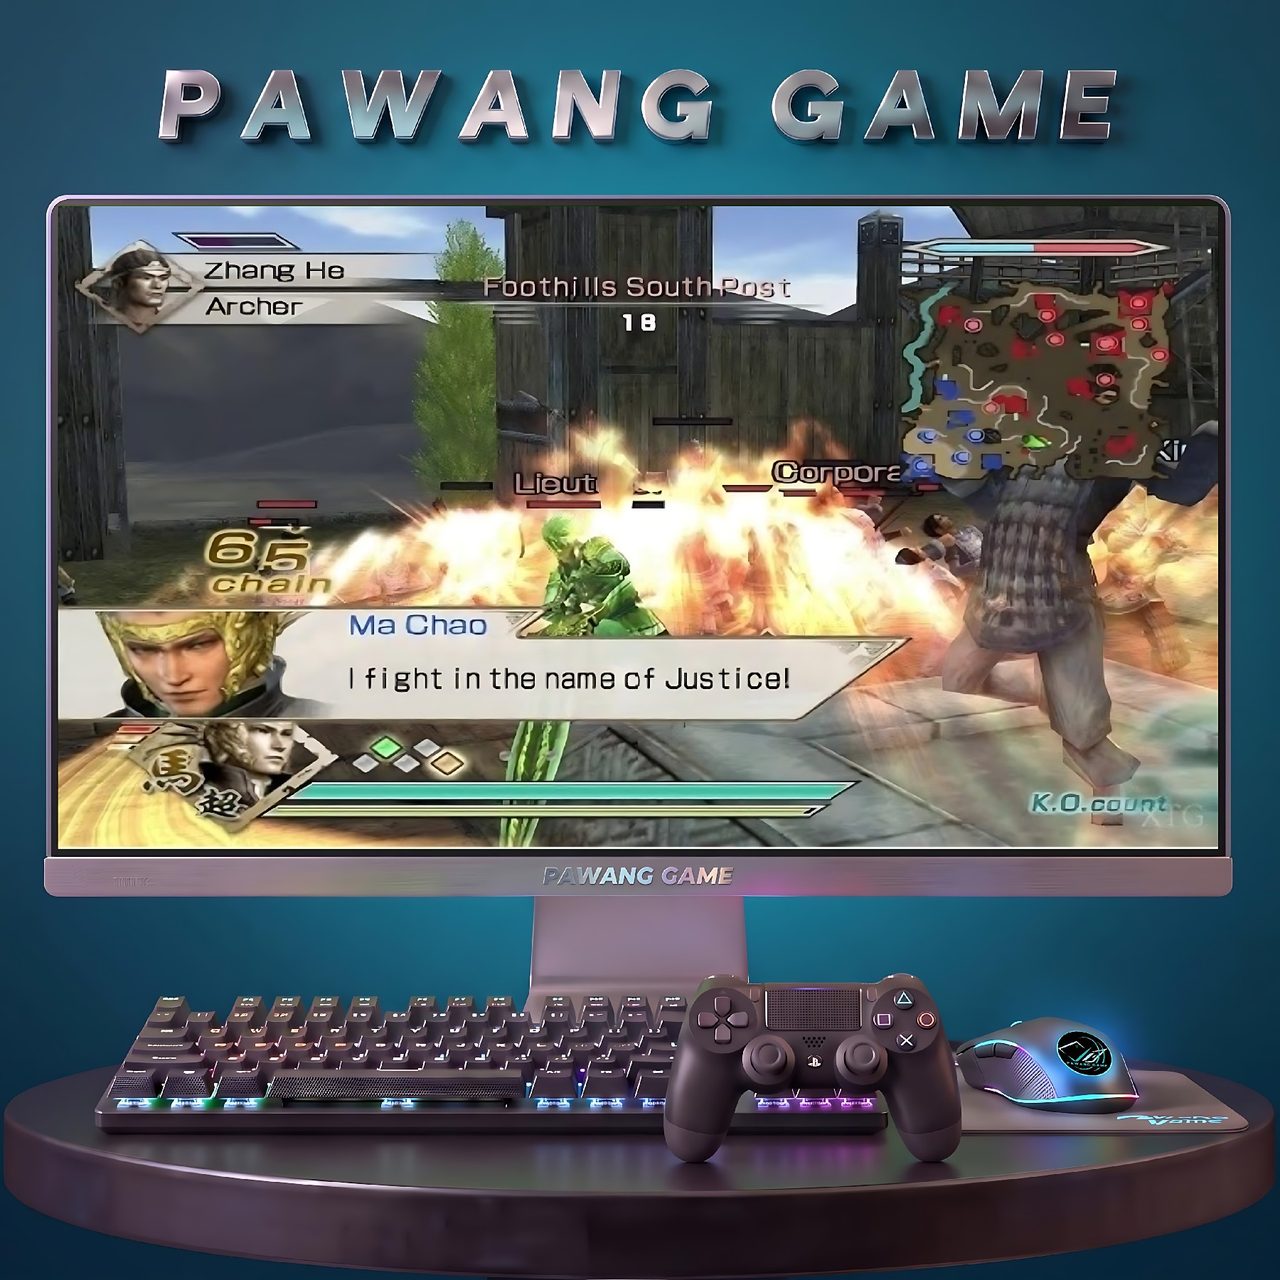 PAWANG GAME
Zhang He
Archer
Foothills South Post
18
Lieut
Corpora
65
chain
Ma Chao
I fight in the name of Justice!
馬
超
K.O.count
XTG
PAWANG GAME